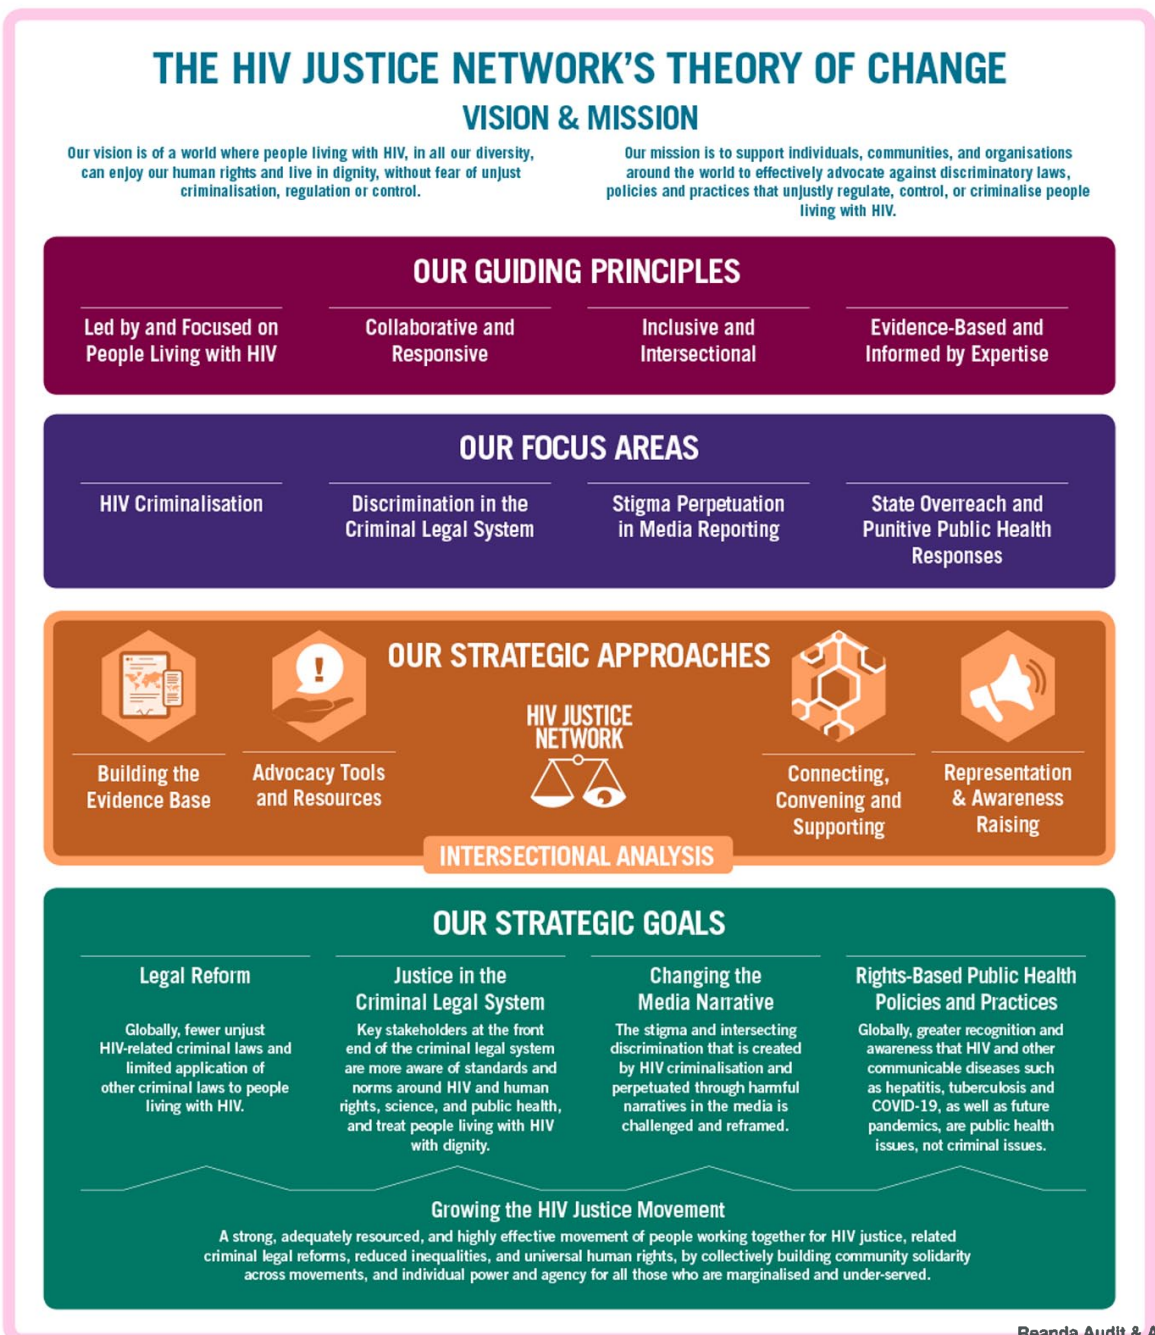 THE HIV JUSTICE NETWORK'S THEORY OF CHANGE
VISION & MISSION
Our vision is of a world where people living with HIV, in all our diversity,
can enjoy our human rights and live in dignity, without fear of unjust
criminalisation, regulation or control.
Our mission is to support individuals, communities, and organisations
around the world to effectively advocate against discriminatory laws,
policies and practices that unjustly regulate, control, or criminalise people
living with HIV.
OUR GUIDING PRINCIPLES
Led by and Focused on
People Living with HIV
Collaborative and
Responsive
Inclusive and
Intersectional
Evidence-Based and
Informed by Expertise
OUR FOCUS AREAS
HIV Criminalisation
Discrimination in the
Criminal Legal System
Stigma Perpetuation
in Media Reporting
State Overreach and
Punitive Public Health
Responses
OUR STRATEGIC APPROACHES
!
HIV JUSTICE
NETWORK
Building the
Evidence Base
Advocacy Tools
and Resources
Connecting,
Convening and
Supporting
Representation
& Awareness
Raising
INTERSECTIONAL ANALYSIS
OUR STRATEGIC GOALS
Legal Reform
Globally, fewer unjust
HIV-related criminal laws and
limited application of
other criminal laws to people
living with HIV.
Justice in the
Criminal Legal System
Key stakeholders at the front
end of the criminal legal system
are more aware of standards and
norms around HIV and human
rights, science, and public health,
and treat people living with HIV
with dignity.
Changing the
Media Narrative
The stigma and intersecting
discrimination that is created
by HIV criminalisation and
perpetuated through harmful
narratives in the media is
challenged and reframed.
Rights-Based Public Health
Policies and Practices
Globally, greater recognition and
awareness that HIV and other
communicable diseases such
as hepatitis, tuberculosis and
COVID-19, as well as future
pandemics, are public health
issues, not criminal issues.
Growing the HIV Justice Movement
A strong, adequately resourced, and highly effective movement of people working together for HIV justice, related
criminal legal reforms, reduced inequalities, and universal human rights, by collectively building community solidarity
across movements, and individual power and agency for all those who are marginalised and under-served.
Reanda Audit &